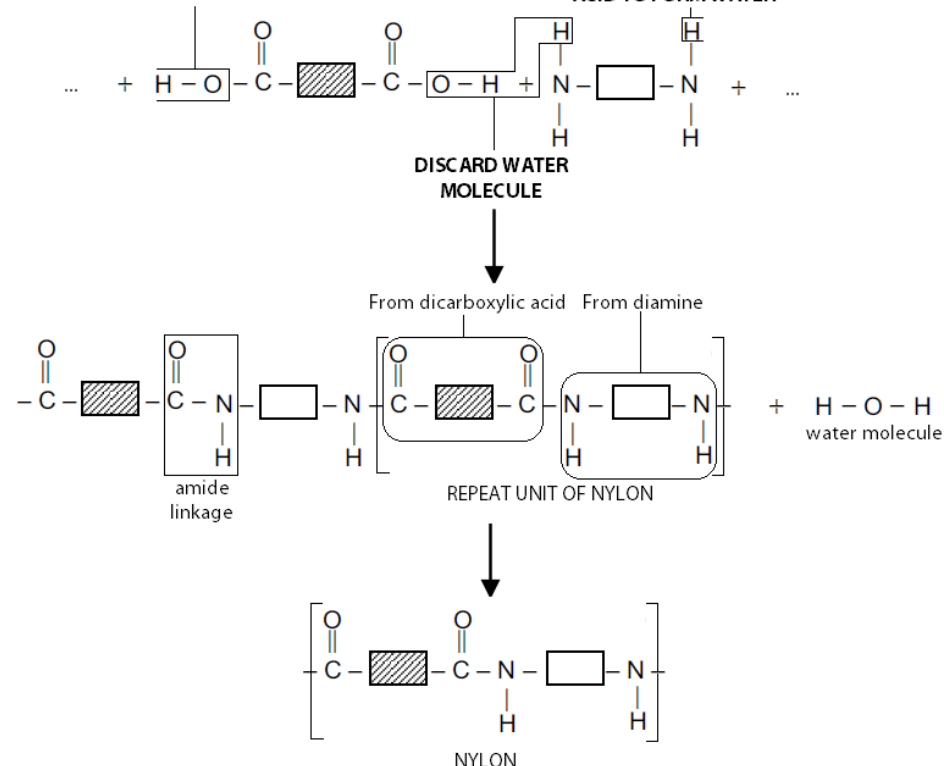 O O H H
... + H – O – C – – C – O – H + N – – N + ...
H H
DISCARD WATER
MOLECULE
From dicarboxylic acid From diamine
O O O O
– C – – C – N – – N – C – – C – N – – N – + H – O – H
H H H H
water molecule
amide
linkage
REPEAT UNIT OF NYLON
O O
– C – – C – N – – N –
H H
NYLON